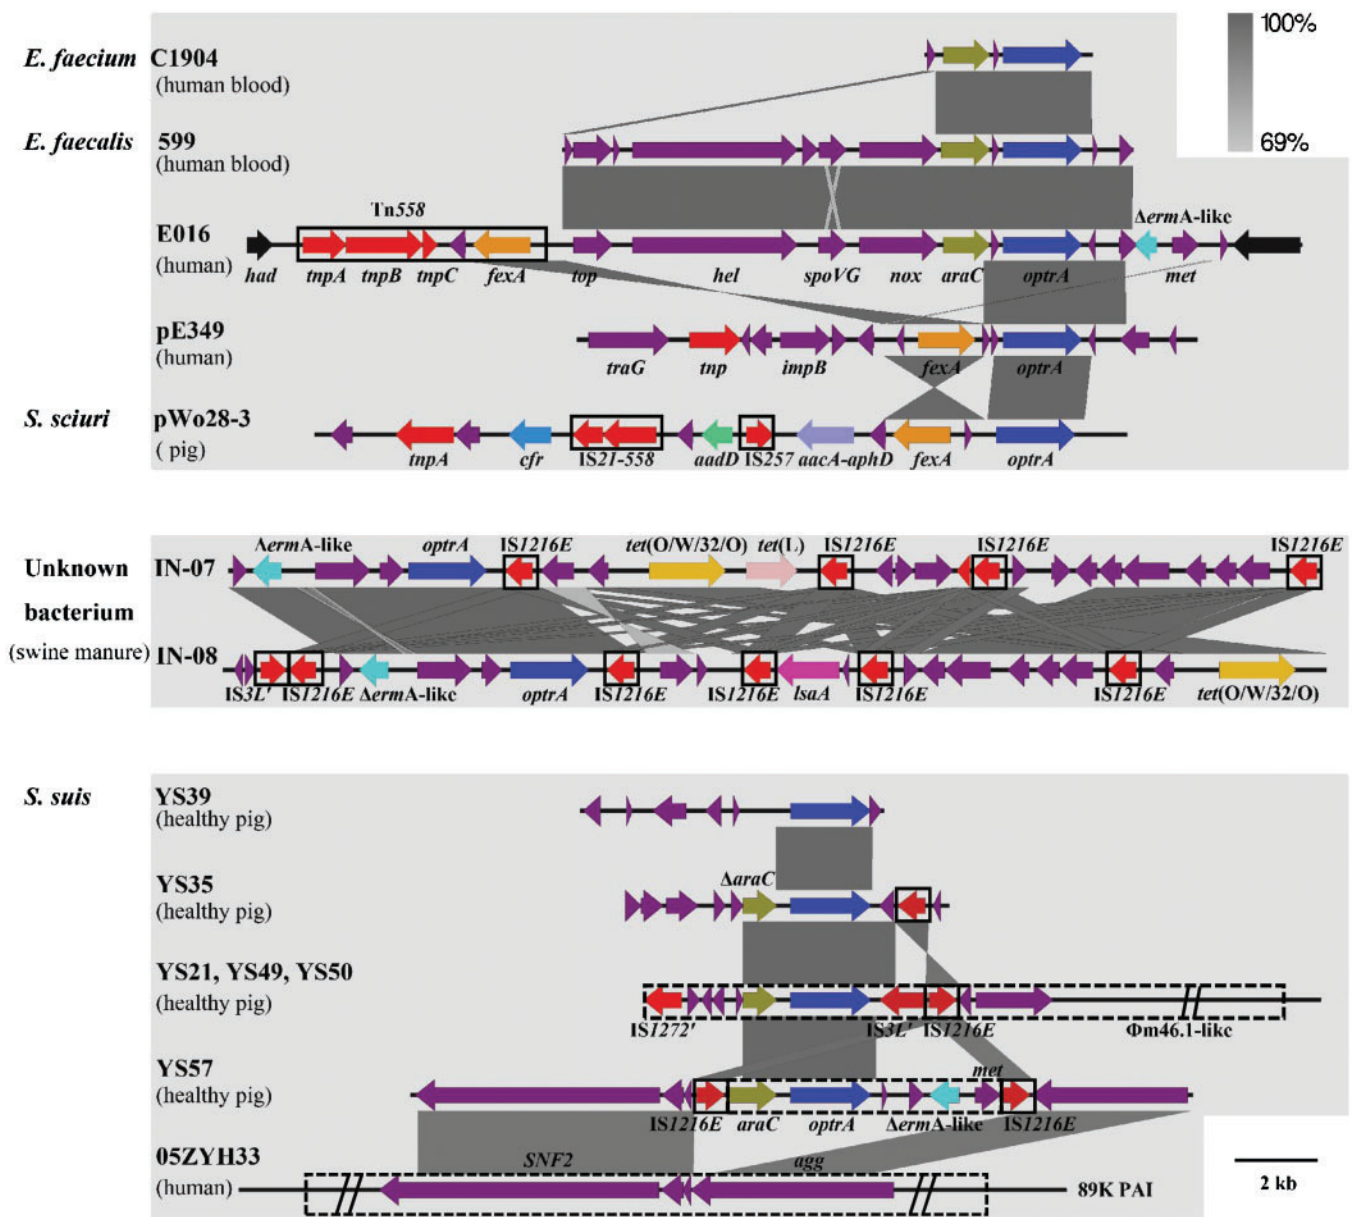 100%
69%
E. faecium C1904
(human blood)
E. faecalis 599
(human blood)
Tn558
ΔermA-like
E016
(human)
had tnpA tnpB tnpC fexA top hel spoVG nox araC optrA met
pE349
(human)
traG tnp impB fexA optrA
S. sciuri pWo28-3
( pig)
tnpA cfr IS21-558 aadD IS257 aacA-aphD fexA optrA
ΔermA-like optrA IS1216E tet(O/W/32/O) tet(L) IS1216E IS1216E IS1216E
Unknown IN-07
bacterium
(swine manure) IN-08
IS3L' IS1216E ΔermA-like optrA IS1216E IS1216E lsaA IS1216E IS1216E tet(O/W/32/O)
S. suis YS39
(healthy pig)
YS35 ΔaraC
(healthy pig)
YS21, YS49, YS50
(healthy pig)
IS1272' IS3L' IS1216E Φm46.1-like
YS57 met
(healthy pig)
IS1216E araC optrA ΔermA-like IS1216E
05ZYH33 SNF2 agg
(human) 89K PAI
2 kb